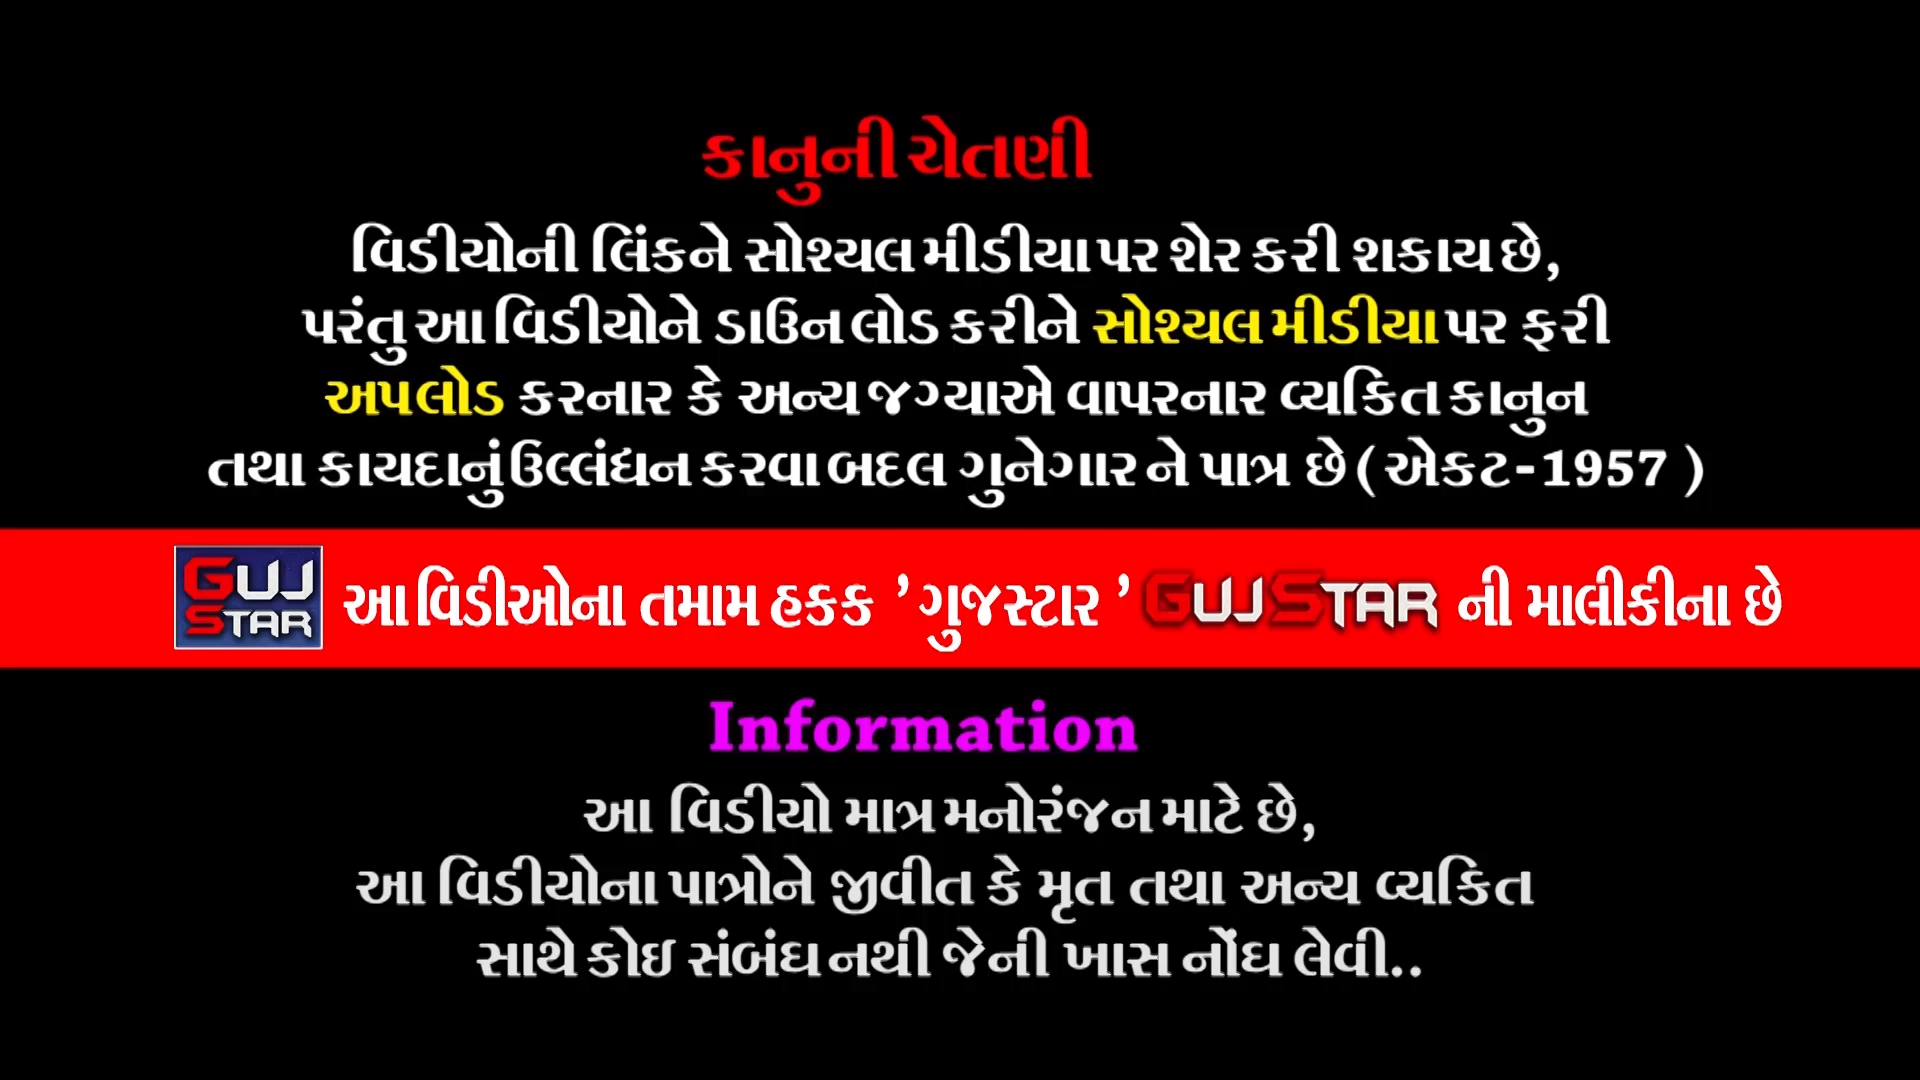 કાનુની ચેતણી
વિડીયોની લિંકને સોશ્યલ મીડીયા પર શેર કરી શકાય છે,
પરંતુ આ વિડીયોને ડાઉન લોડ કરીને સોશ્યલ મીડીયા પર ફરી
અપલોડ કરનાર કે અન્ય જગ્યાએ વાપરનાર વ્યકિત કાનુન
તથા કાયદાનું ઉલ્લંઘન કરવા બદલ ગુનેગાર ને પાત્ર છે ( એકટ-1957 )
GUJ STAR આ વિડીઓના તમામ હકક ’ ગુજસ્ટાર ’ GUJ STAR ની માલીકીના છે
Information
આ વિડીયો માત્ર મનોરંજન માટે છે,
આ વિડીયોના પાત્રોને જીવીત કે મૃત તથા અન્ય વ્યકિત
સાથે કોઇ સંબંઘ નથી જેની ખાસ નોંઘ લેવી..